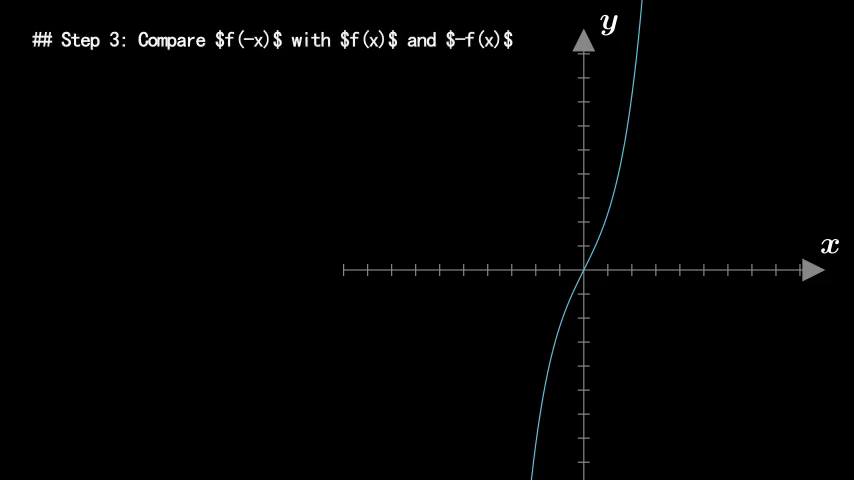 ## Step 3: Compare $f(-x)$ with $f(x)$ and $-f(x)$
y
x